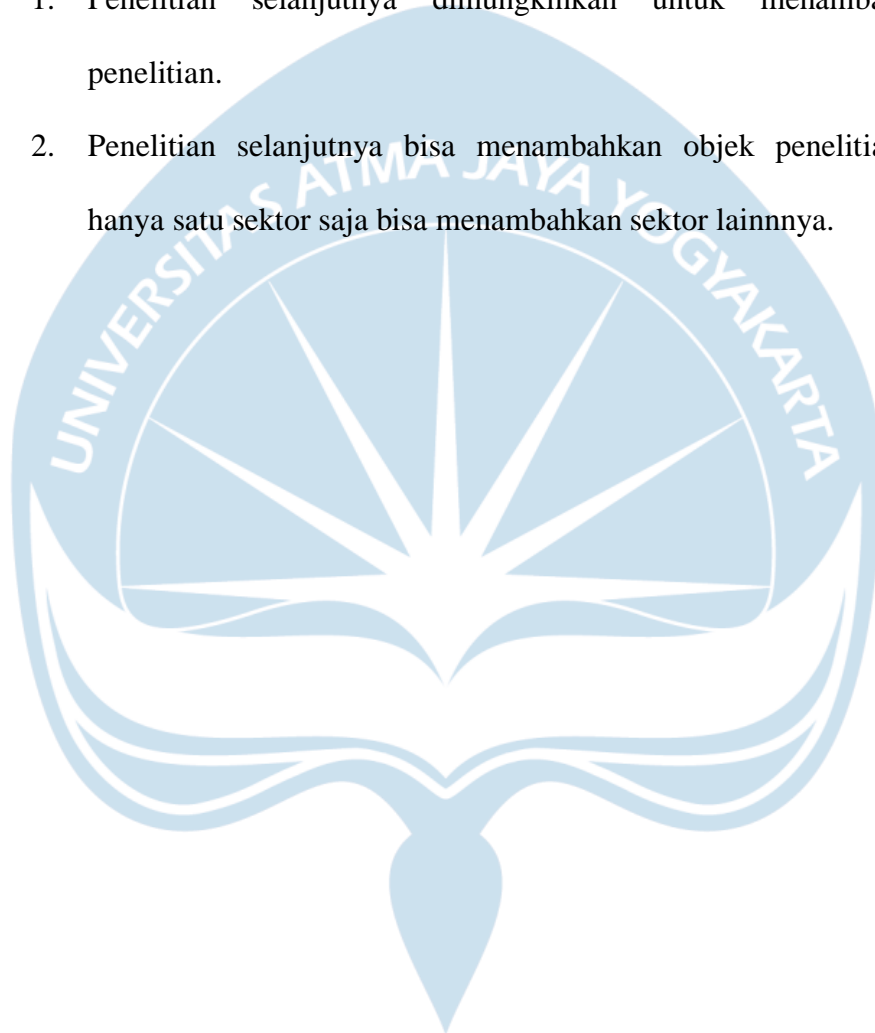 1. Penelitian selanjutnya dimungkinkan untuk
penelitian.
2. Penelitian selanjutnya bisa menambahkan objek
hanya satu sektor saja bisa menambahkan sektor lainnnya.
UNIVERSITAS ATMA JAYA YOGYAKARTA